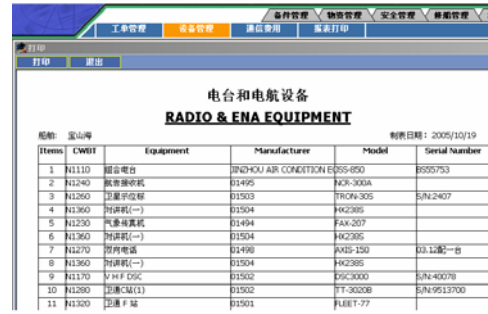 备件管理 物资管理 安全管理 修船管理
工单管理 设备管理 通信费用 报表打印
打印
打印 退出
电台和电航设备
RADIO & ENA EQUIPMENT
船舶: 宝山海 制表日期: 2005/10/19
Items CWBT Equipment Manufacturer Model Serial Number
1 N1110 组合电台 JINZHOU AIR CONDITION EQ SS-850 BS55753
2 N1240 航警接收机 01495 NCR-300A
3 N1260 卫星示位标 01503 TRON-30S S/N:2407
4 N1360 对讲机(一) 01504 HX238S
5 N1230 气象传真机 01494 FAX-207
6 N1360 对讲机(一) 01504 HX238S
7 N1270 双向电话 01498 AXIS-150 03.12配一台
8 N1360 对讲机(一) 01504 HX238S
9 N1170 V H F DSC 01502 DSC3000 S/N:40078
10 N1280 卫通C站(1) 01502 TT-3020B S/N:9513700
11 N1320 卫通 F 站 01501 FLEET-77